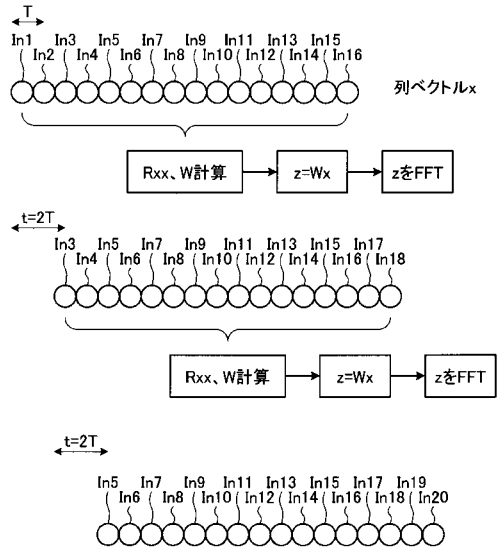 T
In1 In3 In5 In7 In9 In11 In13 In15
In2 In4 In6 In8 In10 In12 In14 In16
列ベクトルx
Rxx、W計算 z=Wx zをFFT
t=2T
In3 In5 In7 In9 In11 In13 In15 In17
In4 In6 In8 In10 In12 In14 In16 In18
Rxx、W計算 z=Wx zをFFT
t=2T
In5 In7 In9 In11 In13 In15 In17 In19
In6 In8 In10 In12 In14 In16 In18 In20